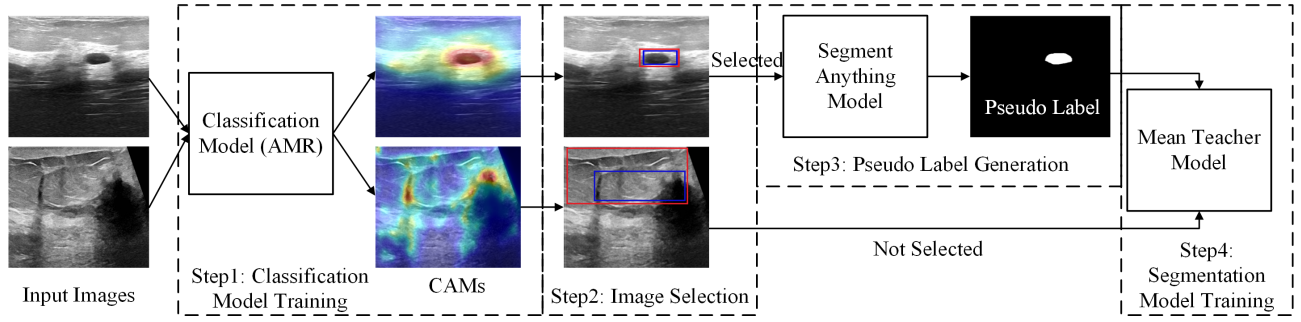 Input Images
Classification
Model (AMR)
Step1: Classification
Model Training
CAMs
Step2: Image Selection
Selected
Segment
Anything
Model
Pseudo Label
Step3: Pseudo Label Generation
Not Selected
Mean Teacher
Model
Step4:
Segmentation
Model Training